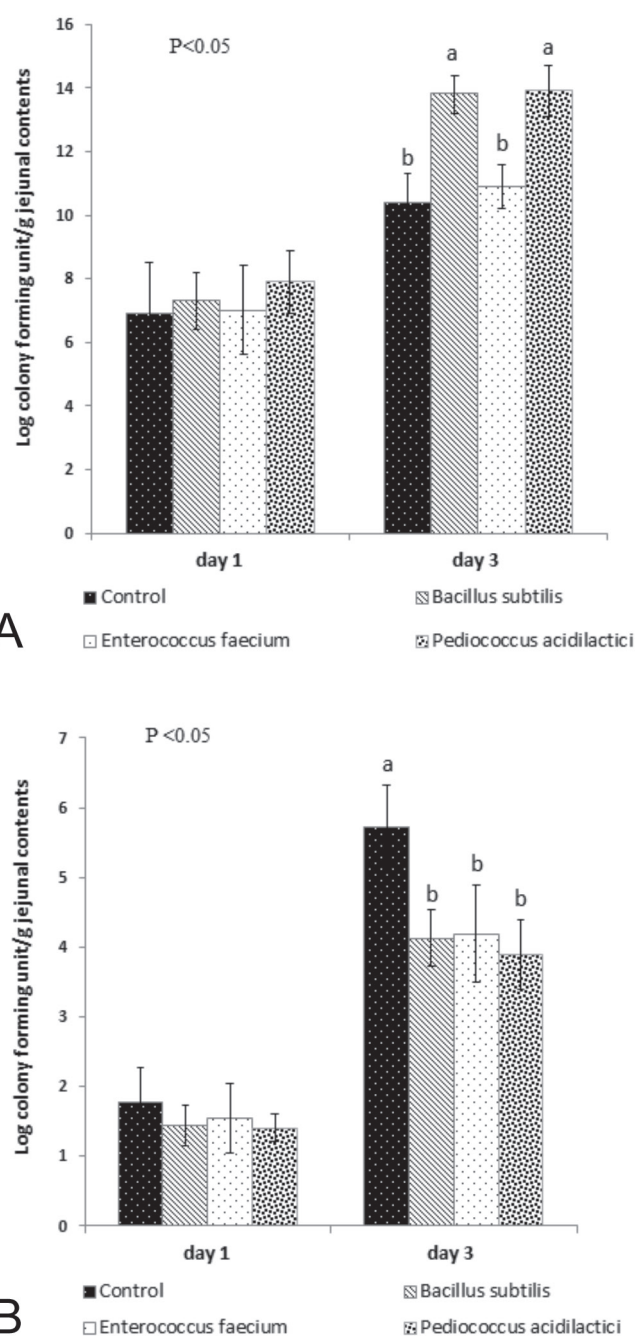 P<0.05
Log colony forming unit/g jejunal contents
16
14
12
10
8
6
4
2
0
b
a
b
a
day 1
day 3
Control
Bacillus subtilis
Enterococcus faecium
Pediococcus acidilactici
A
P <0.05
Log colony forming unit/g jejunal contents
7
6
5
4
3
2
1
0
a
b
b
b
day 1
day 3
Control
Bacillus subtilis
Enterococcus faecium
Pediococcus acidilactici
B